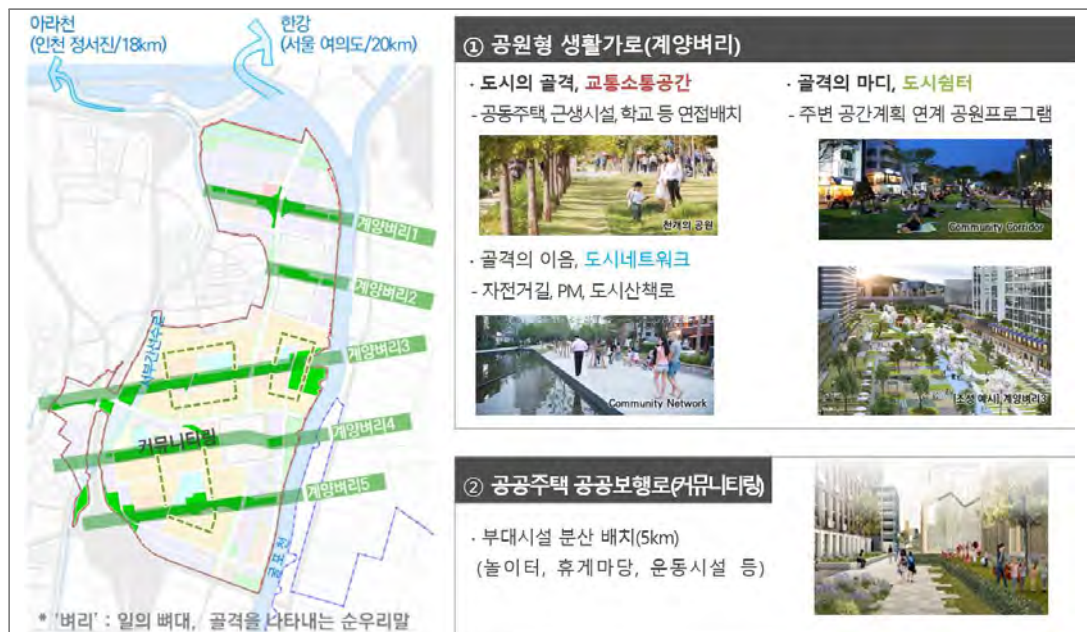 아라천
(인천 정서진/18km)
한강
(서울 여의도/20km)
계양벼리1
계양벼리2
계양벼리3
서부간선수로
계양벼리4
커뮤니티링
계양벼리5
굴포천
* '벼리' : 일의 뼈대, 골격을 나타내는 순우리말
① 공원형 생활가로(계양벼리)
· 도시의 골격, 교통소통공간
- 공동주택, 근생시설, 학교 등 연접배치
천개의 공원
· 골격의 이음, 도시네트워크
- 자전거길, PM, 도시산책로
Community Network
· 골격의 마디, 도시쉼터
- 주변 공간계획 연계 공원프로그램
Community Corridor
[조성 예시] 계양벼리3
② 공공주택 공공보행로(커뮤니티링)
· 부대시설 분산 배치(5km)
(놀이터, 휴게마당, 운동시설 등)